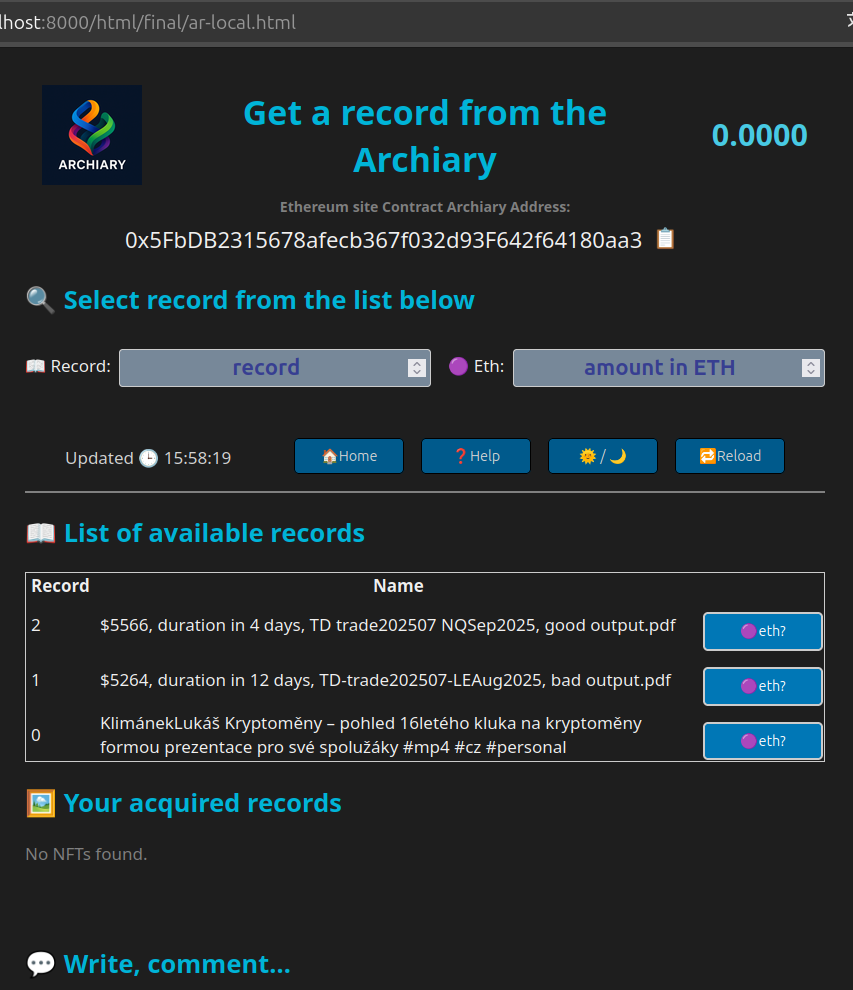 lhost:8000/html/final/ar-local.html
ARCHIARY
Get a record from the
Archiary
0.0000
Ethereum site Contract Archiary Address:
0x5FbDB2315678afecb367f032d93F642f64180aa3
Select record from the list below
Record: record Eth: amount in ETH
Updated 15:58:19 Home Help / Reload
List of available records
Record Name
2 $5566, duration in 4 days, TD trade202507 NQSep2025, good output.pdf eth?
1 $5264, duration in 12 days, TD-trade202507-LEAug2025, bad output.pdf eth?
0 KlimánekLukáš Kryptoměny – pohled 16letého kluka na kryptoměny
formou prezentace pro své spolužáky #mp4 #cz #personal eth?
Your acquired records
No NFTs found.
Write, comment...